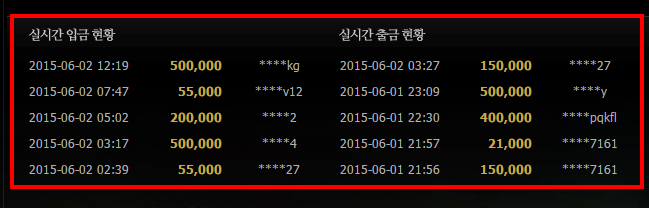 실시간 입금 현황 실시간 출금 현황
2015-06-02 12:19 500,000 ****kg 2015-06-02 03:27 150,000 ****27
2015-06-02 07:47 55,000 ****v12 2015-06-01 23:09 500,000 ****y
2015-06-02 05:02 200,000 ****2 2015-06-01 22:30 400,000 ****pqkfl
2015-06-02 03:17 500,000 ****4 2015-06-01 21:57 21,000 ****7161
2015-06-02 02:39 55,000 ****27 2015-06-01 21:56 150,000 ****7161